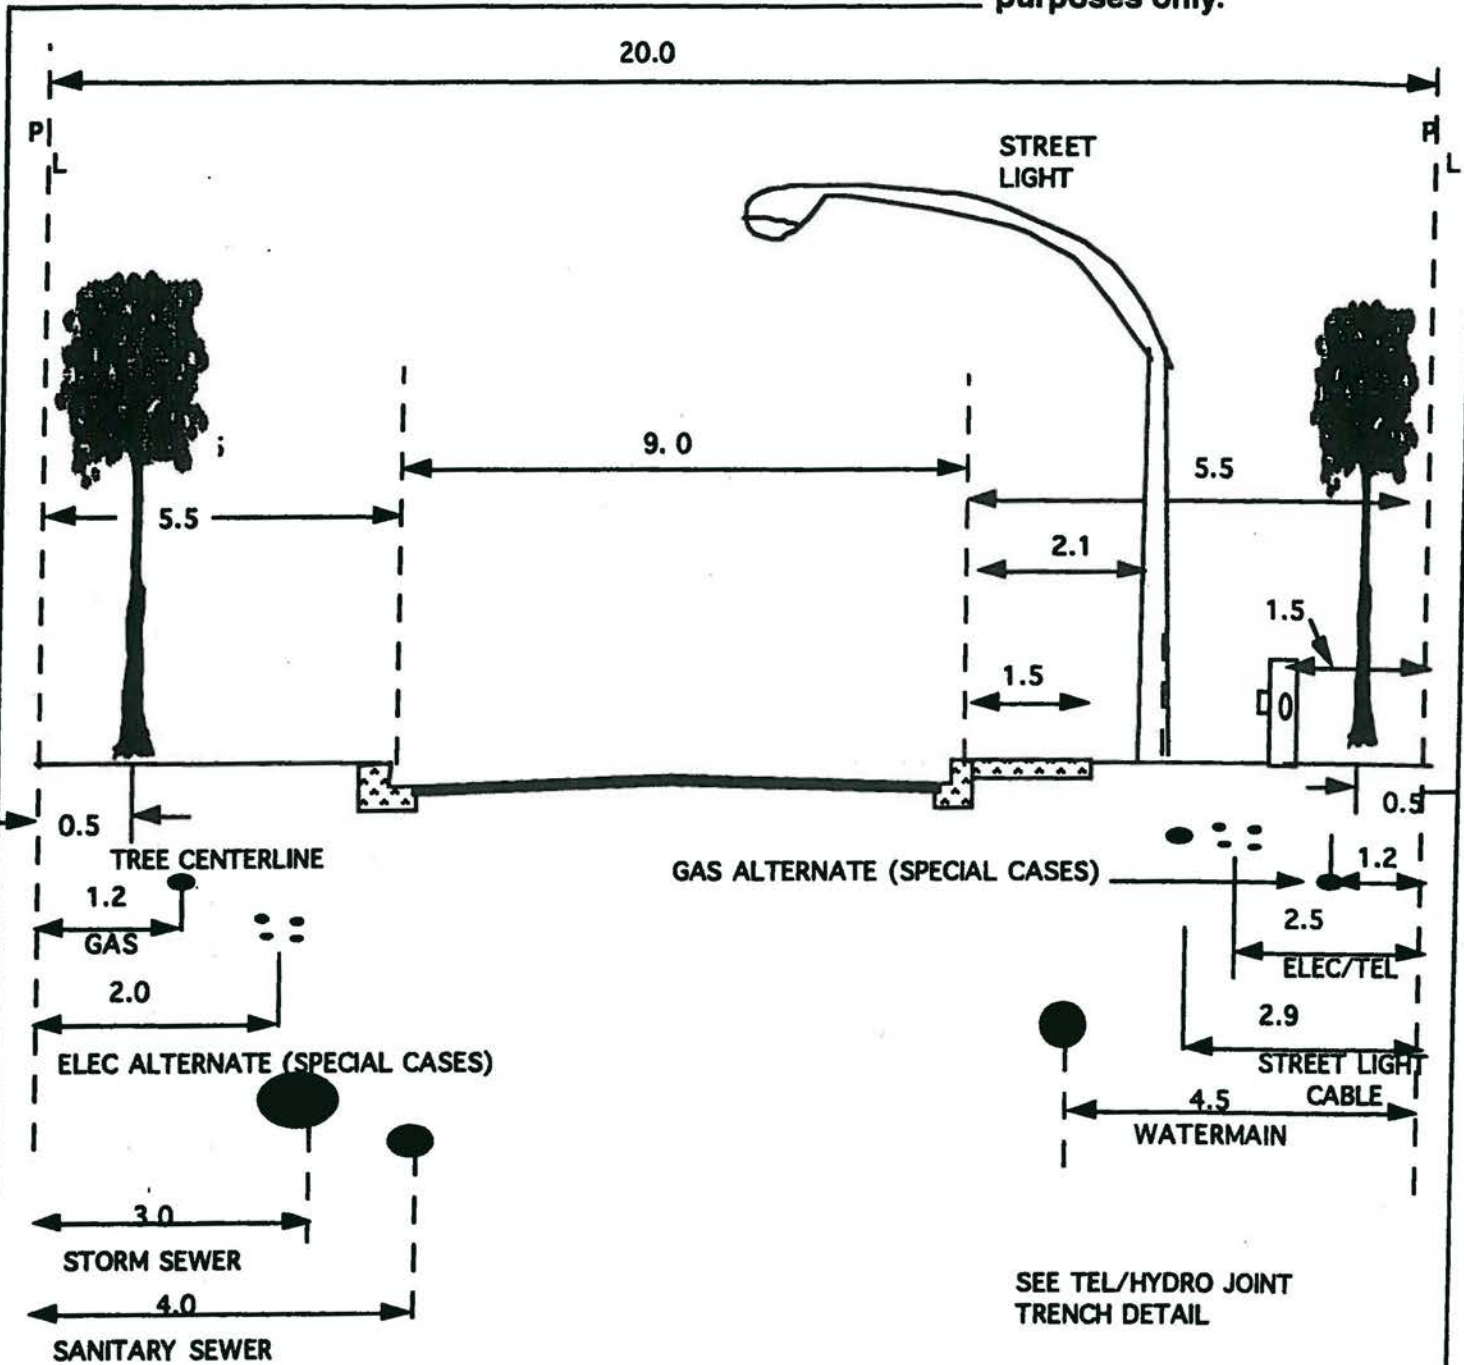 purposes only.
20.0
P
L
P
L
STREET
LIGHT
9. 0
5.5
5.5
2.1
1.5
1.5
0.5
0.5
TREE CENTERLINE
GAS ALTERNATE (SPECIAL CASES)
1.2
1.2
GAS
2.5
ELEC/TEL
2.0
2.9
ELEC ALTERNATE (SPECIAL CASES)
STREET LIGHT
CABLE
4.5
WATERMAIN
3.0
STORM SEWER
SEE TEL/HYDRO JOINT
TRENCH DETAIL
4.0
SANITARY SEWER